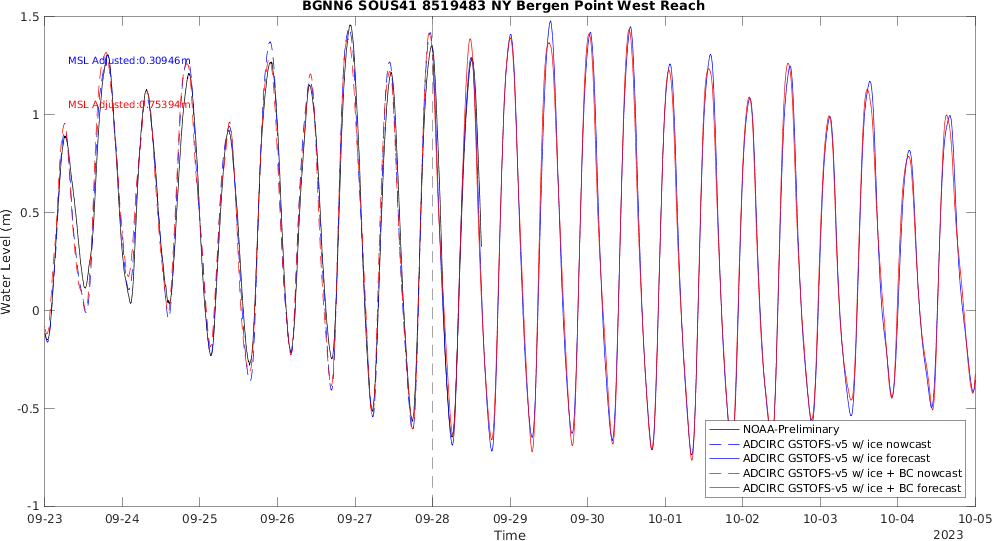 BGNN6 SOUS41 8519483 NY Bergen Point West Reach
1.5
MSL Adjusted:0.30946m
MSL Adjusted:0.75394m
1
0.5
Water Level (m)
0
-0.5
NOAA-Preliminary
ADCIRC GSTOFS-v5 w/ ice nowcast
ADCIRC GSTOFS-v5 w/ ice forecast
ADCIRC GSTOFS-v5 w/ ice + BC nowcast
ADCIRC GSTOFS-v5 w/ ice + BC forecast
-1
09-23 09-24 09-25 09-26 09-27 09-28 09-29 09-30 10-01 10-02 10-03 10-04 10-05
Time 2023